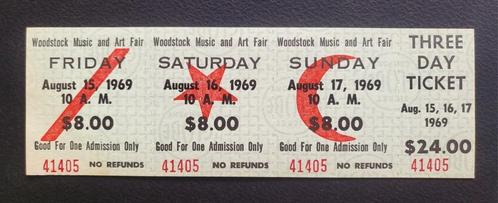 Woodstock Music and Art Fair
FRIDAY
August 15, 1969
10 A. M.
$8.00
Good For One Admission Only
41405 NO REFUNDS
Woodstock Music and Art Fair
SATURDAY
August 16, 1969
10 A. M.
$8.00
Good For One Admission Only
41405 NO REFUNDS
Woodstock Music and Art Fair
SUNDAY
August 17, 1969
10 A. M.
$8.00
Good For One Admission Only
41405 NO REFUNDS
THREE
DAY
TICKET
Aug. 15, 16, 17
1969
$24.00
41405